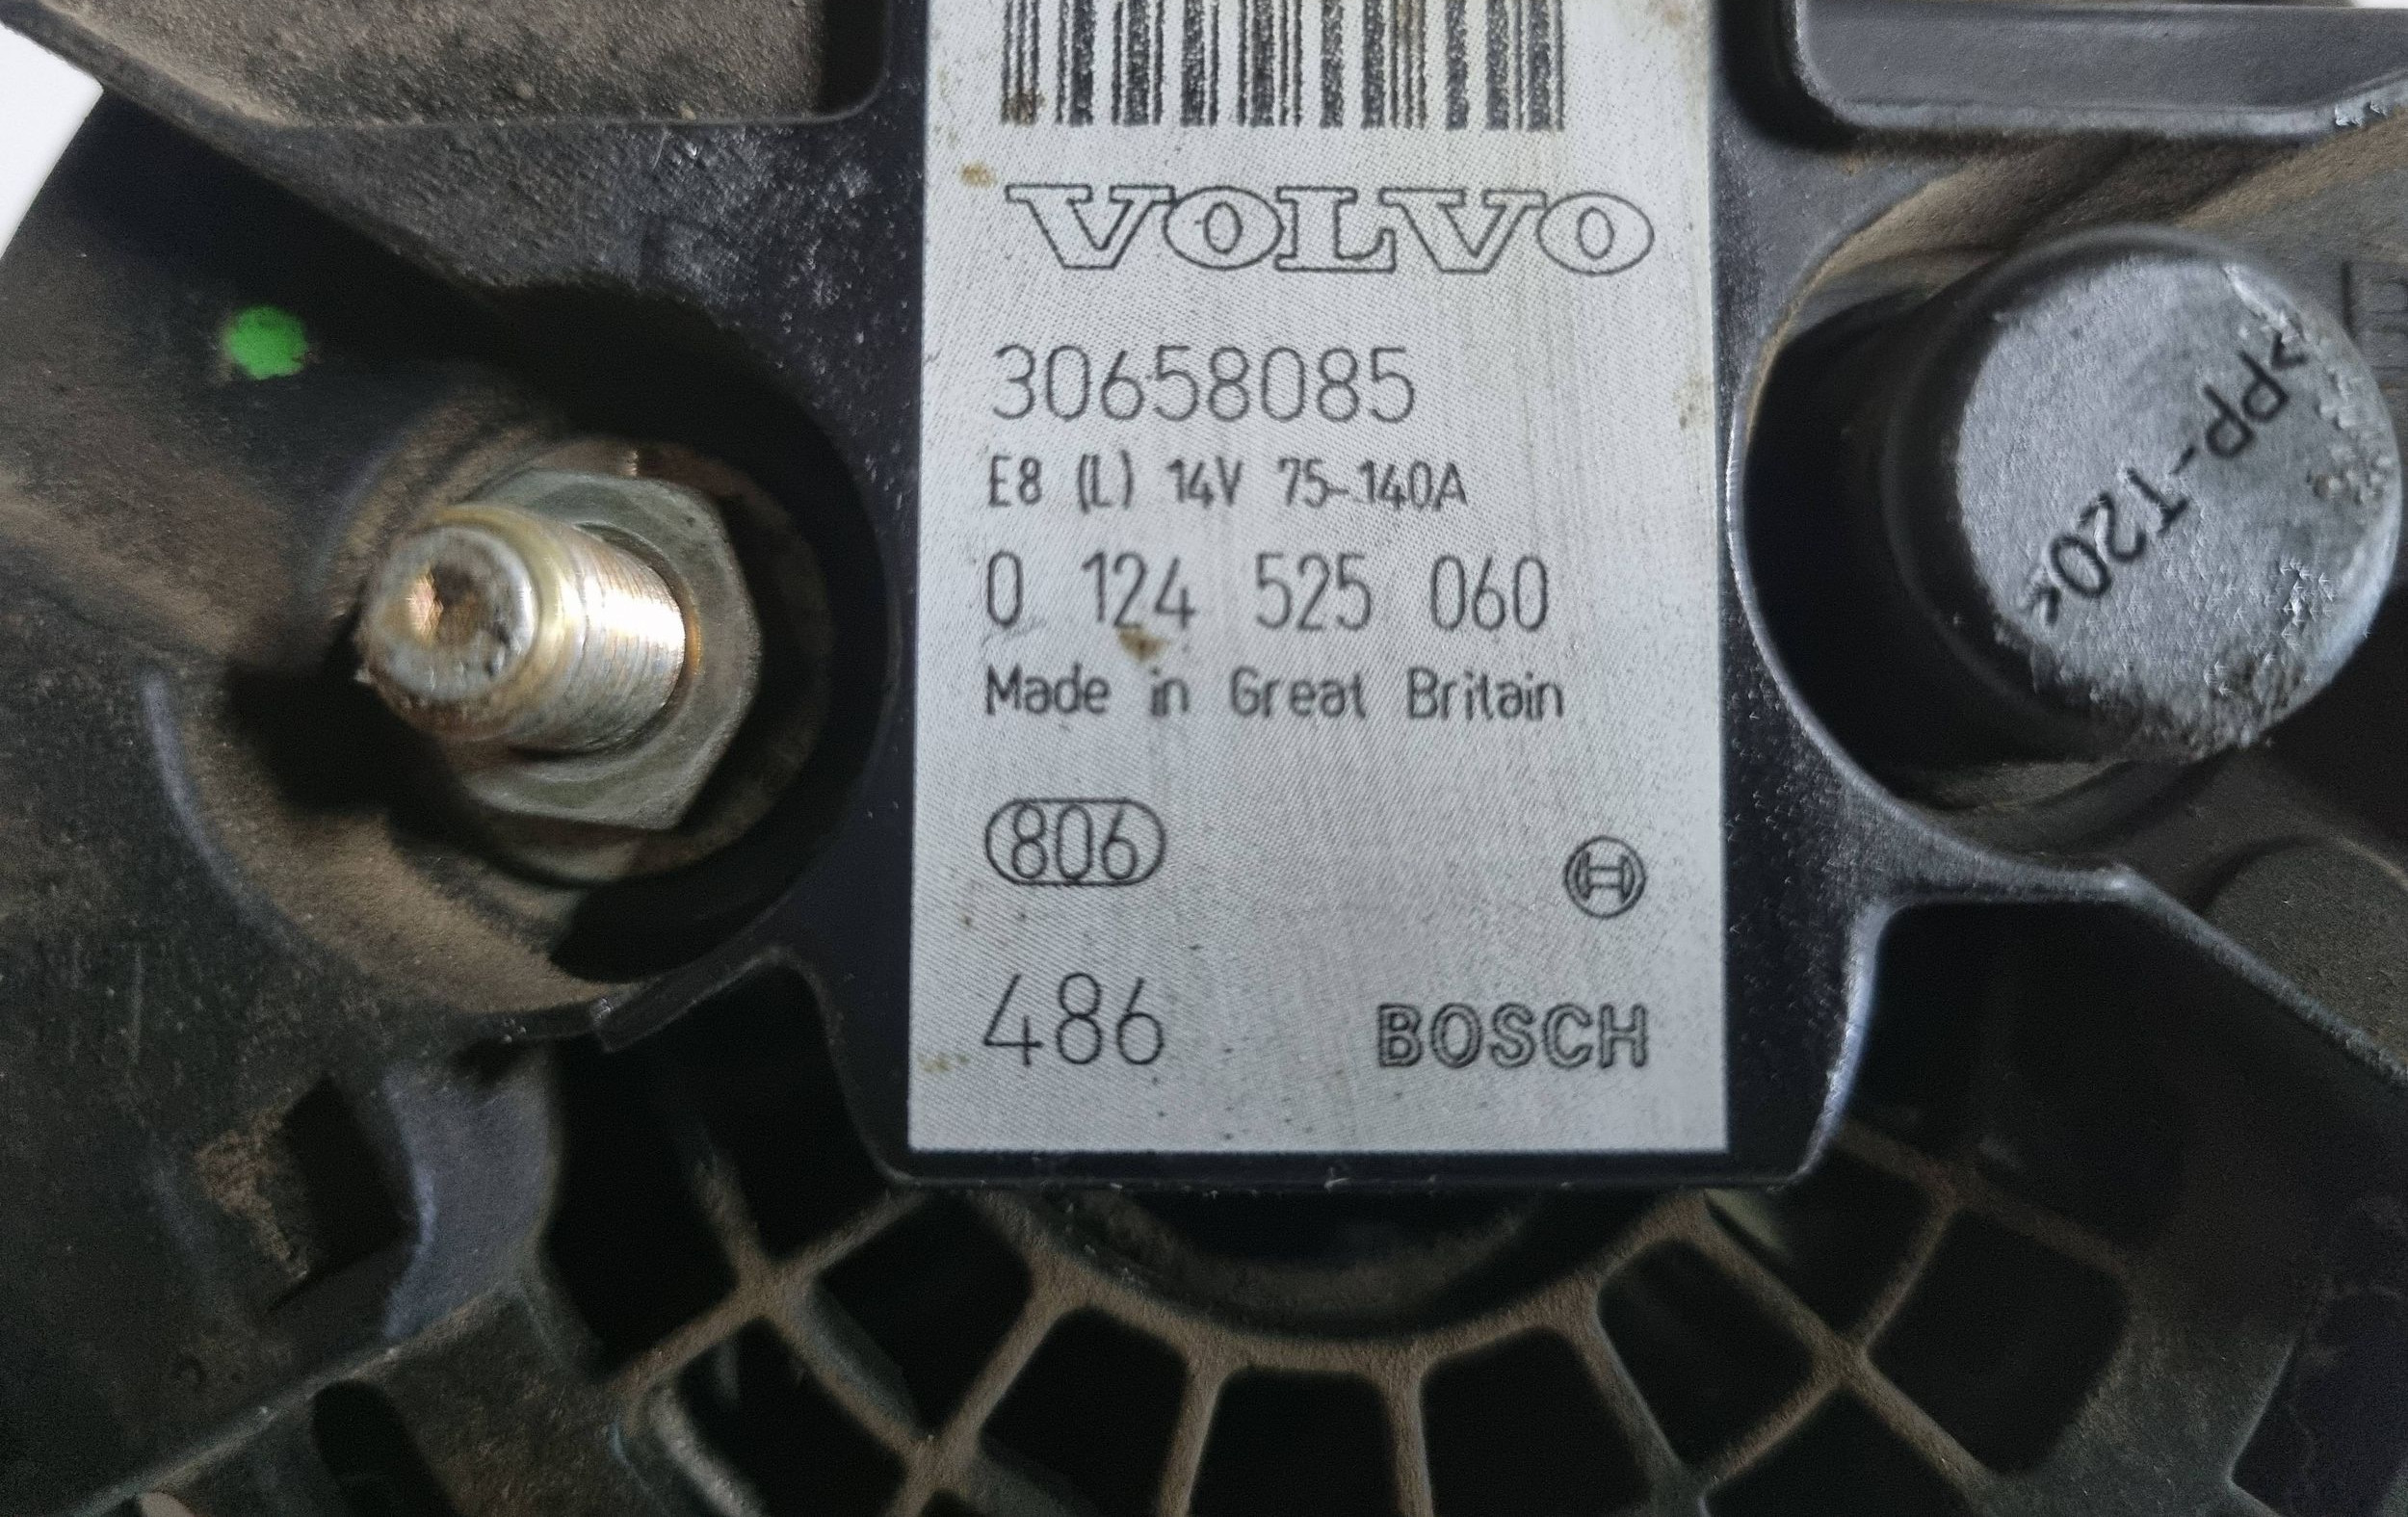 VOLVO
30658085
E8 (L) 14V 75-140A
0 124 525 060
Made in Great Britain
806
486 BOSCH
>PP-T20<